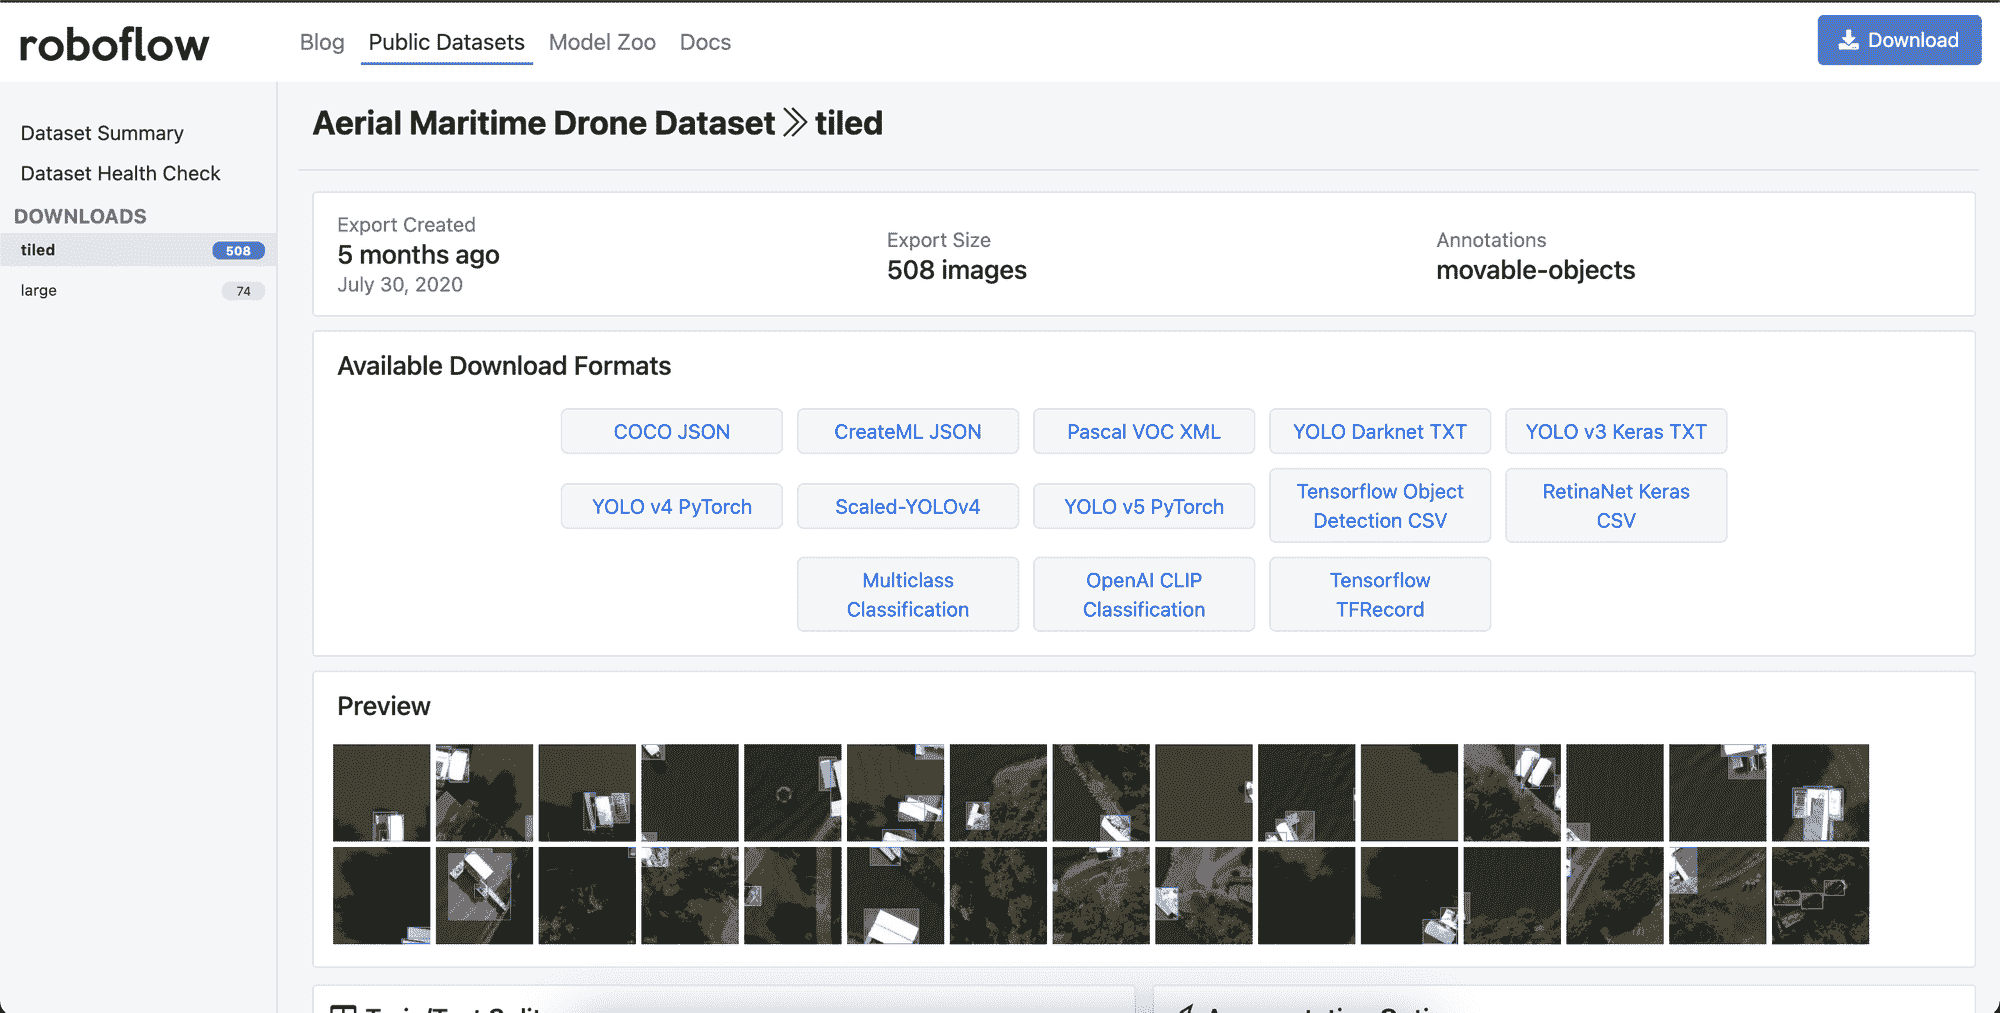 roboflow
Blog
Public Datasets
Model Zoo
Docs
Download
Dataset Summary
Dataset Health Check
DOWNLOADS
tiled
508
large
74
Aerial Maritime Drone Dataset » tiled
Export Created
5 months ago
July 30, 2020
Export Size
508 images
Annotations
movable-objects
Available Download Formats
COCO JSON
CreateML JSON
Pascal VOC XML
YOLO Darknet TXT
YOLO v3 Keras TXT
YOLO v4 PyTorch
Scaled-YOLOv4
YOLO v5 PyTorch
Tensorflow Object
Detection CSV
RetinaNet Keras
CSV
Multiclass
Classification
OpenAI CLIP
Classification
Tensorflow
TFRecord
Preview